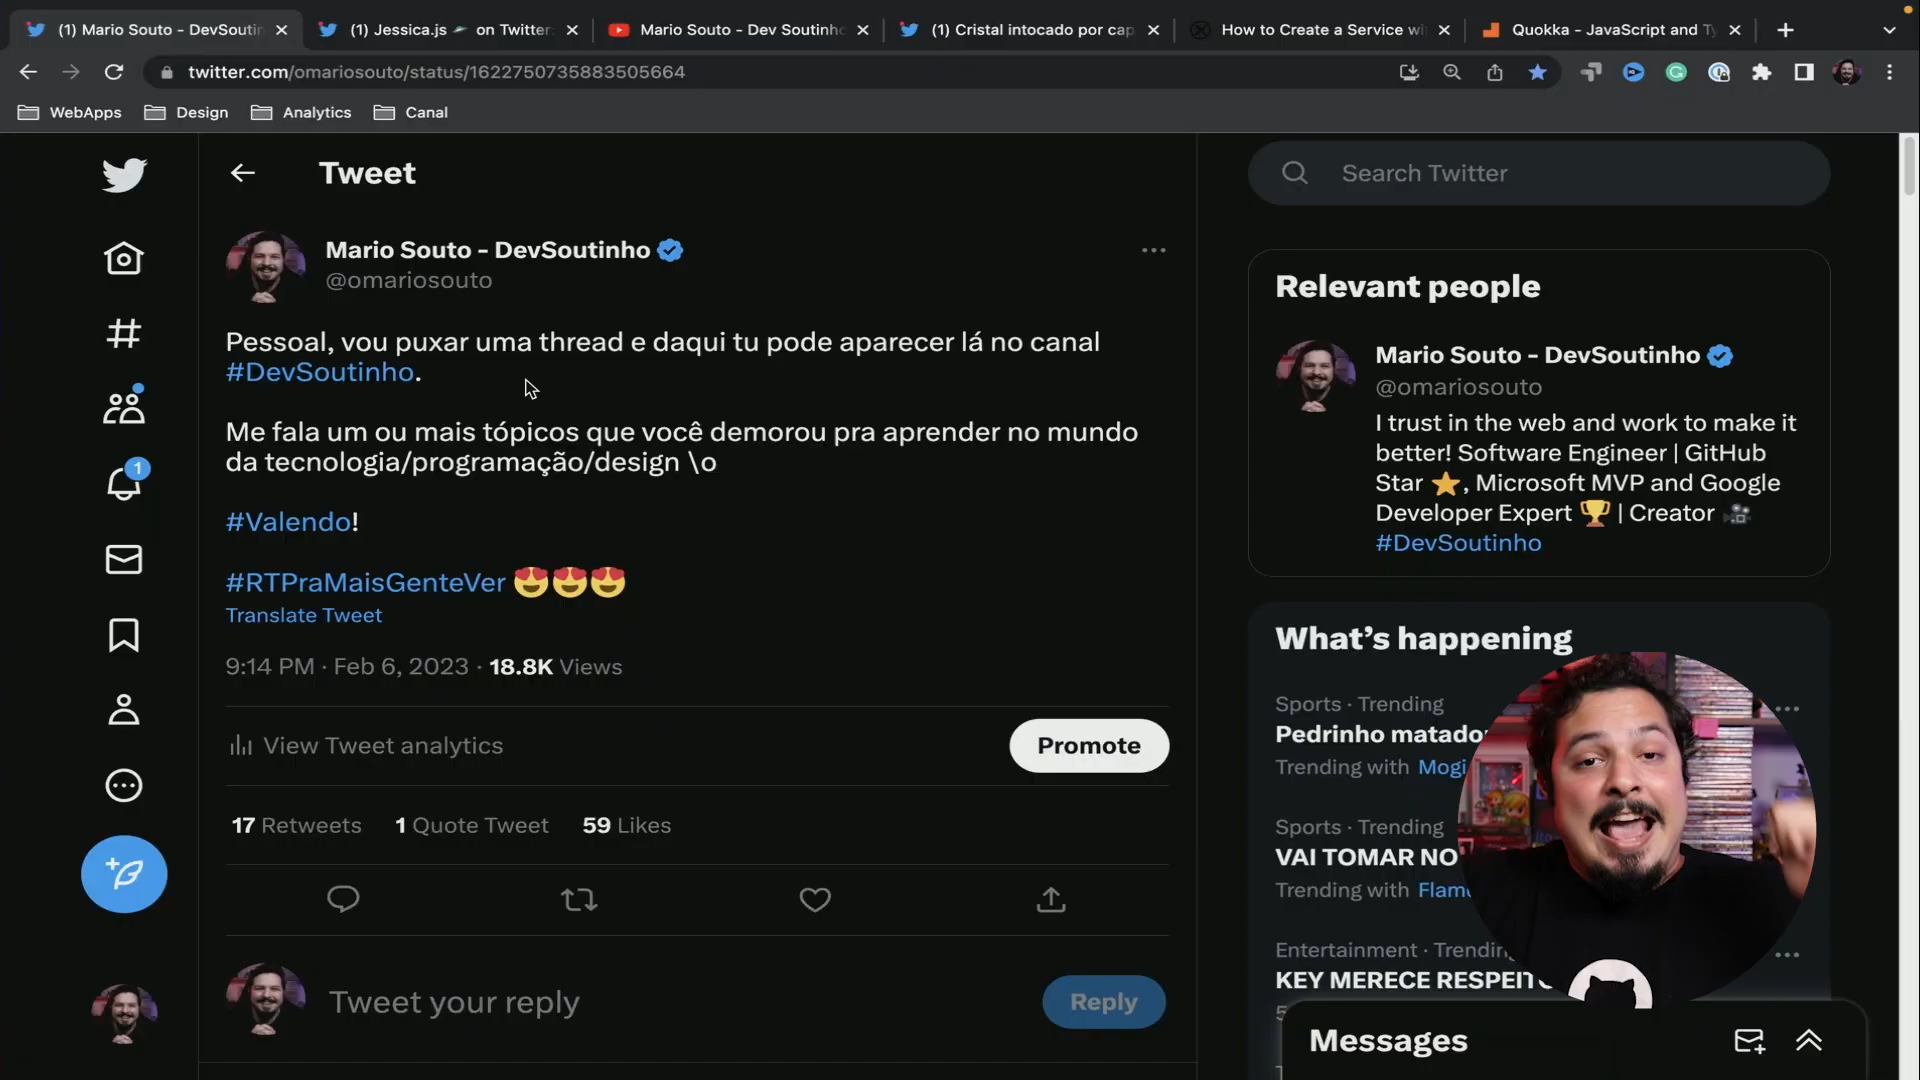 (1) Mario Souto - DevSoutin
(1) Jessica.js on Twitter:
Mario Souto - Dev Soutinho
(1) Cristal intocado por cap
How to Create a Service wi
Quokka - JavaScript and Ty
twitter.com/omariosouto/status/1622750735883505664
WebApps
Design
Analytics
Canal
Tweet
Mario Souto - DevSoutinho
@omariosouto
Pessoal, vou puxar uma thread e daqui tu pode aparecer lá no canal
#DevSoutinho.
Me fala um ou mais tópicos que você demorou pra aprender no mundo
da tecnologia/programação/design \o
#Valendo!
#RTPraMaisGenteVer 😍😍😍
Translate Tweet
9:14 PM · Feb 6, 2023 · 18.8K Views
View Tweet analytics
Promote
17 Retweets 1 Quote Tweet 59 Likes
Tweet your reply
Reply
1
Search Twitter
Relevant people
Mario Souto - DevSoutinho
@omariosouto
I trust in the web and work to make it
better! Software Engineer | GitHub
Star ⭐, Microsoft MVP and Google
Developer Expert 🏆 | Creator 🎥
#DevSoutinho
What's happening
Sports · Trending
Pedrinho matado
Trending with Mogi
Sports · Trending
VAI TOMAR NO
Trending with Flam
Entertainment · Trendin
KEY MERECE RESPEIT
5
Messages